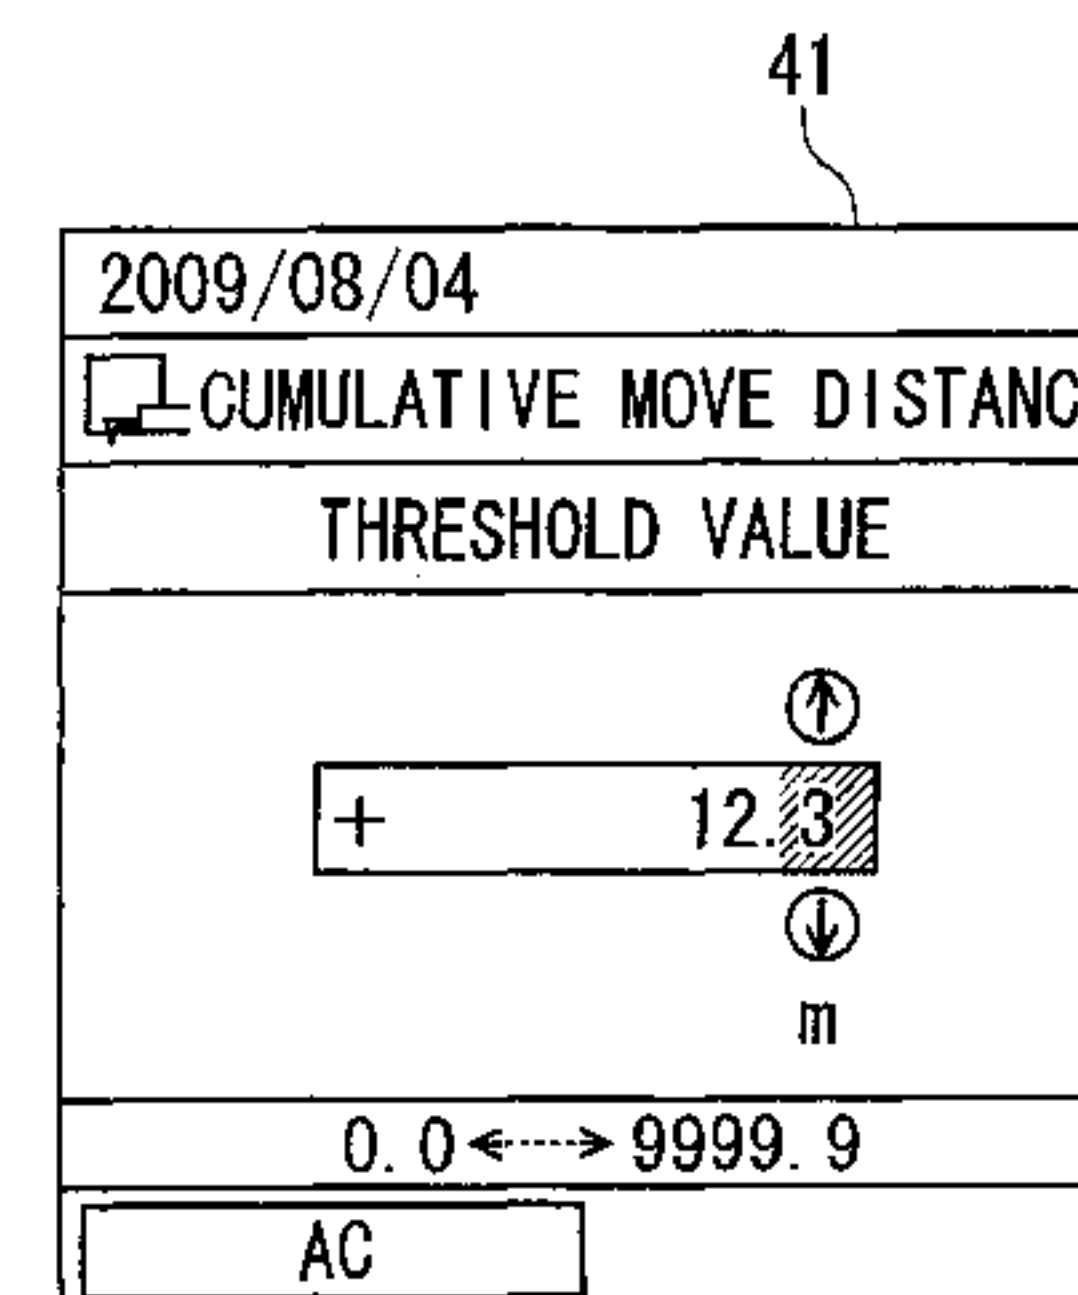 41
2009/08/04
CUMULATIVE MOVE DISTANC
THRESHOLD VALUE
+ 12.3
m
0.0 9999.9
AC